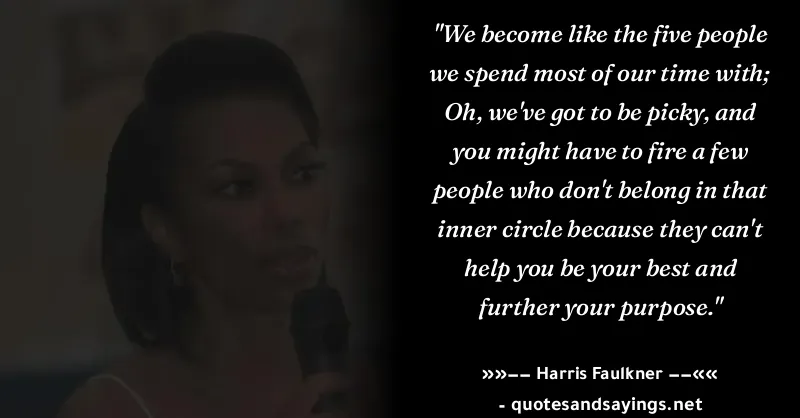 "We become like the five people
we spend most of our time with;
Oh, we've got to be picky, and
you might have to fire a few
people who don't belong in that
inner circle because they can't
help you be your best and
further your purpose."
»»−− Harris Faulkner −−««
- quotesandsayings.net